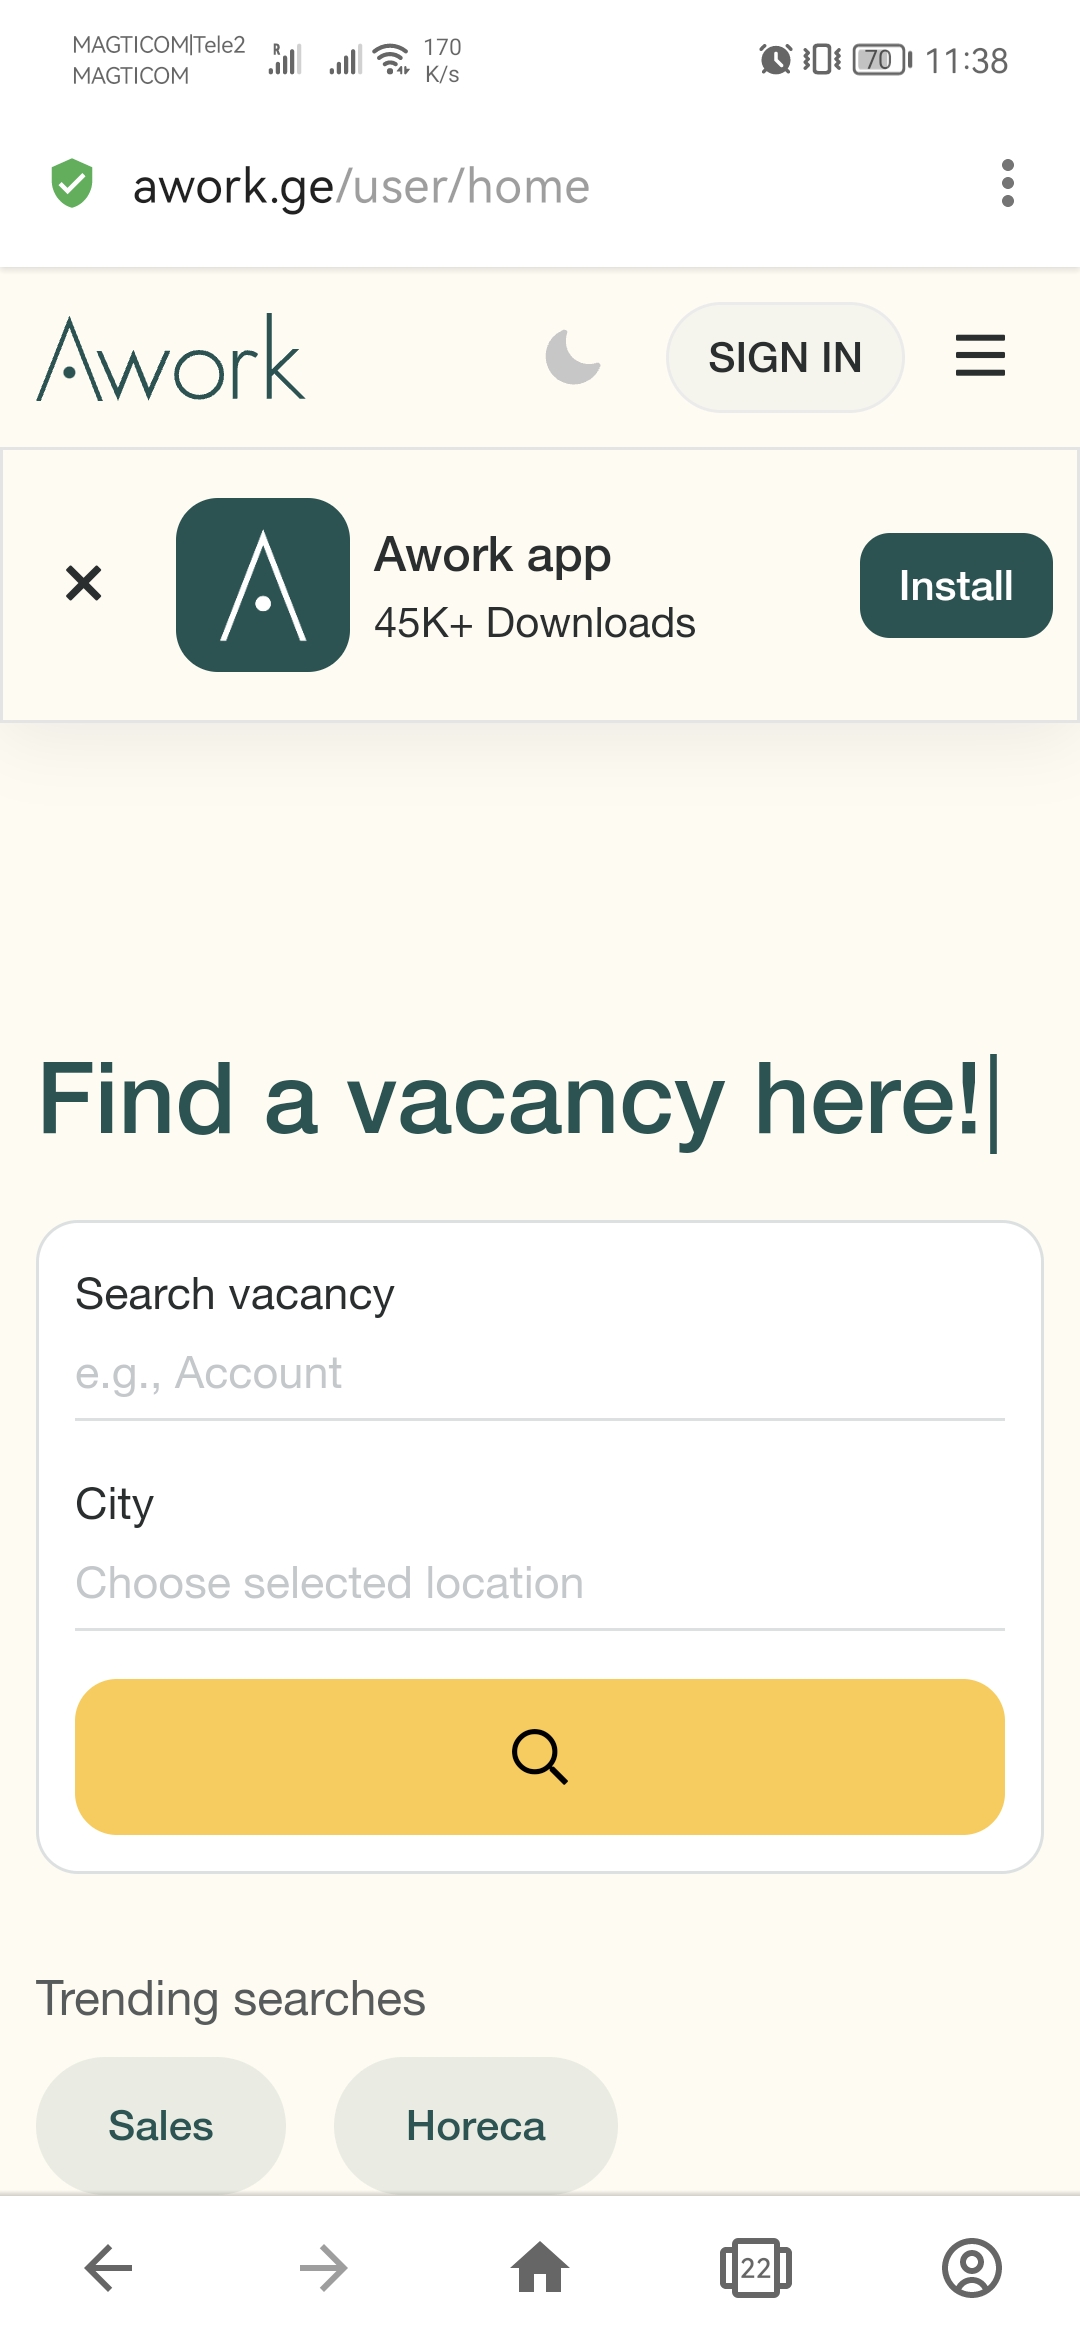 MAGTICOM|Tele2
MAGTICOM
R
170
K/s
70
11:38
awork.ge/user/home
Awork
SIGN IN
Awork app
45K+ Downloads
Install
Find a vacancy here!|
Search vacancy
e.g., Account
City
Choose selected location
Trending searches
Sales
Horeca
22